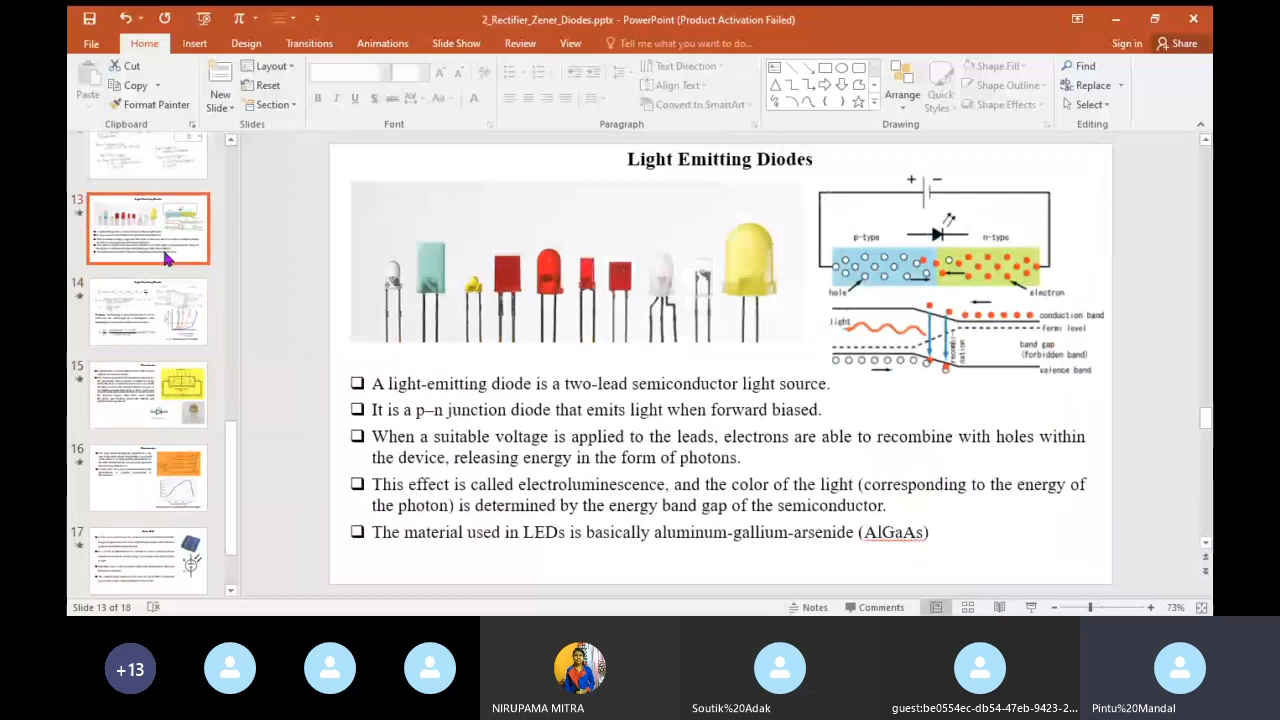 2_Rectifier_Zener_Diodes.pptx - PowerPoint (Product Activation Failed)
File Home Insert Design Transitions Animations Slide Show Review View Tell me what you want to do... Sign in Share
Paste
Cut
Copy
Format Painter
Clipboard
New
Slide
Layout
Reset
Section
Slides
B I U S abc AV Aa A
Font
Text Direction
Align Text
Convert to SmartArt
Paragraph
Arrange
Quick
Styles
Shape Fill
Shape Outline
Shape Effects
Drawing
Find
Replace
Select
Editing
13
14
15
16
17
Light Emitting Diodes
+ −
p-type n-type
hole electron
light
conduction band
Fermi level
band gap
(forbidden band)
valence band
A light-emitting diode is a two-lead semiconductor light source.
It is a p–n junction diode that emits light when forward biased.
When a suitable voltage is applied to the leads, electrons are able to recombine with holes within
the device, releasing energy in the form of photons.
This effect is called electroluminescence, and the color of the light (corresponding to the energy of
the photon) is determined by the energy band gap of the semiconductor.
The material used in LEDs is basically aluminum-gallium-arsenide (AlGaAs)
Slide 13 of 18 Notes Comments 73%
+13
NIRUPAMA MITRA
Soutik%20Adak
guest:be0554ec-db54-47eb-9423-2...
Pintu%20Mandal